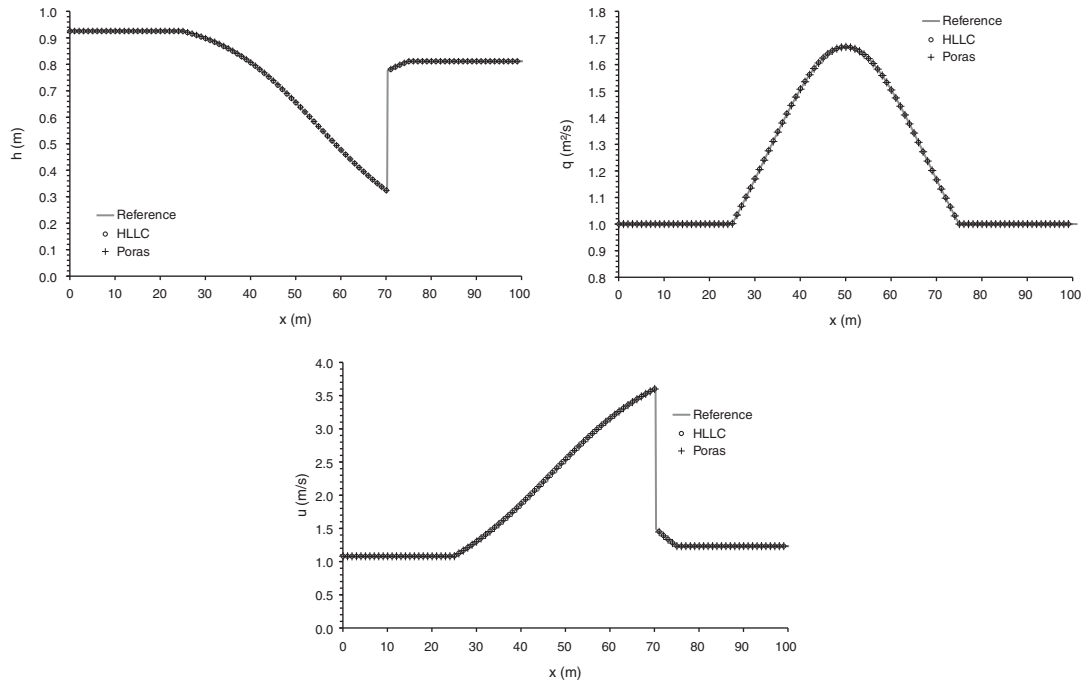 1.0
0.9
0.8
0.7
0.6
0.5
0.4
0.3
0.2
0.1
0.0
h (m)
Reference
HLLC
Poras
0 10 20 30 40 50 60 70 80 90 100
x (m)
1.8
1.7
1.6
1.5
1.4
1.3
1.2
1.1
1.0
0.9
0.8
q (m²/s)
Reference
HLLC
Poras
0 10 20 30 40 50 60 70 80 90 100
x (m)
4.0
3.5
3.0
2.5
2.0
1.5
1.0
0.5
0.0
u (m/s)
Reference
HLLC
Poras
0 10 20 30 40 50 60 70 80 90 100
x (m)